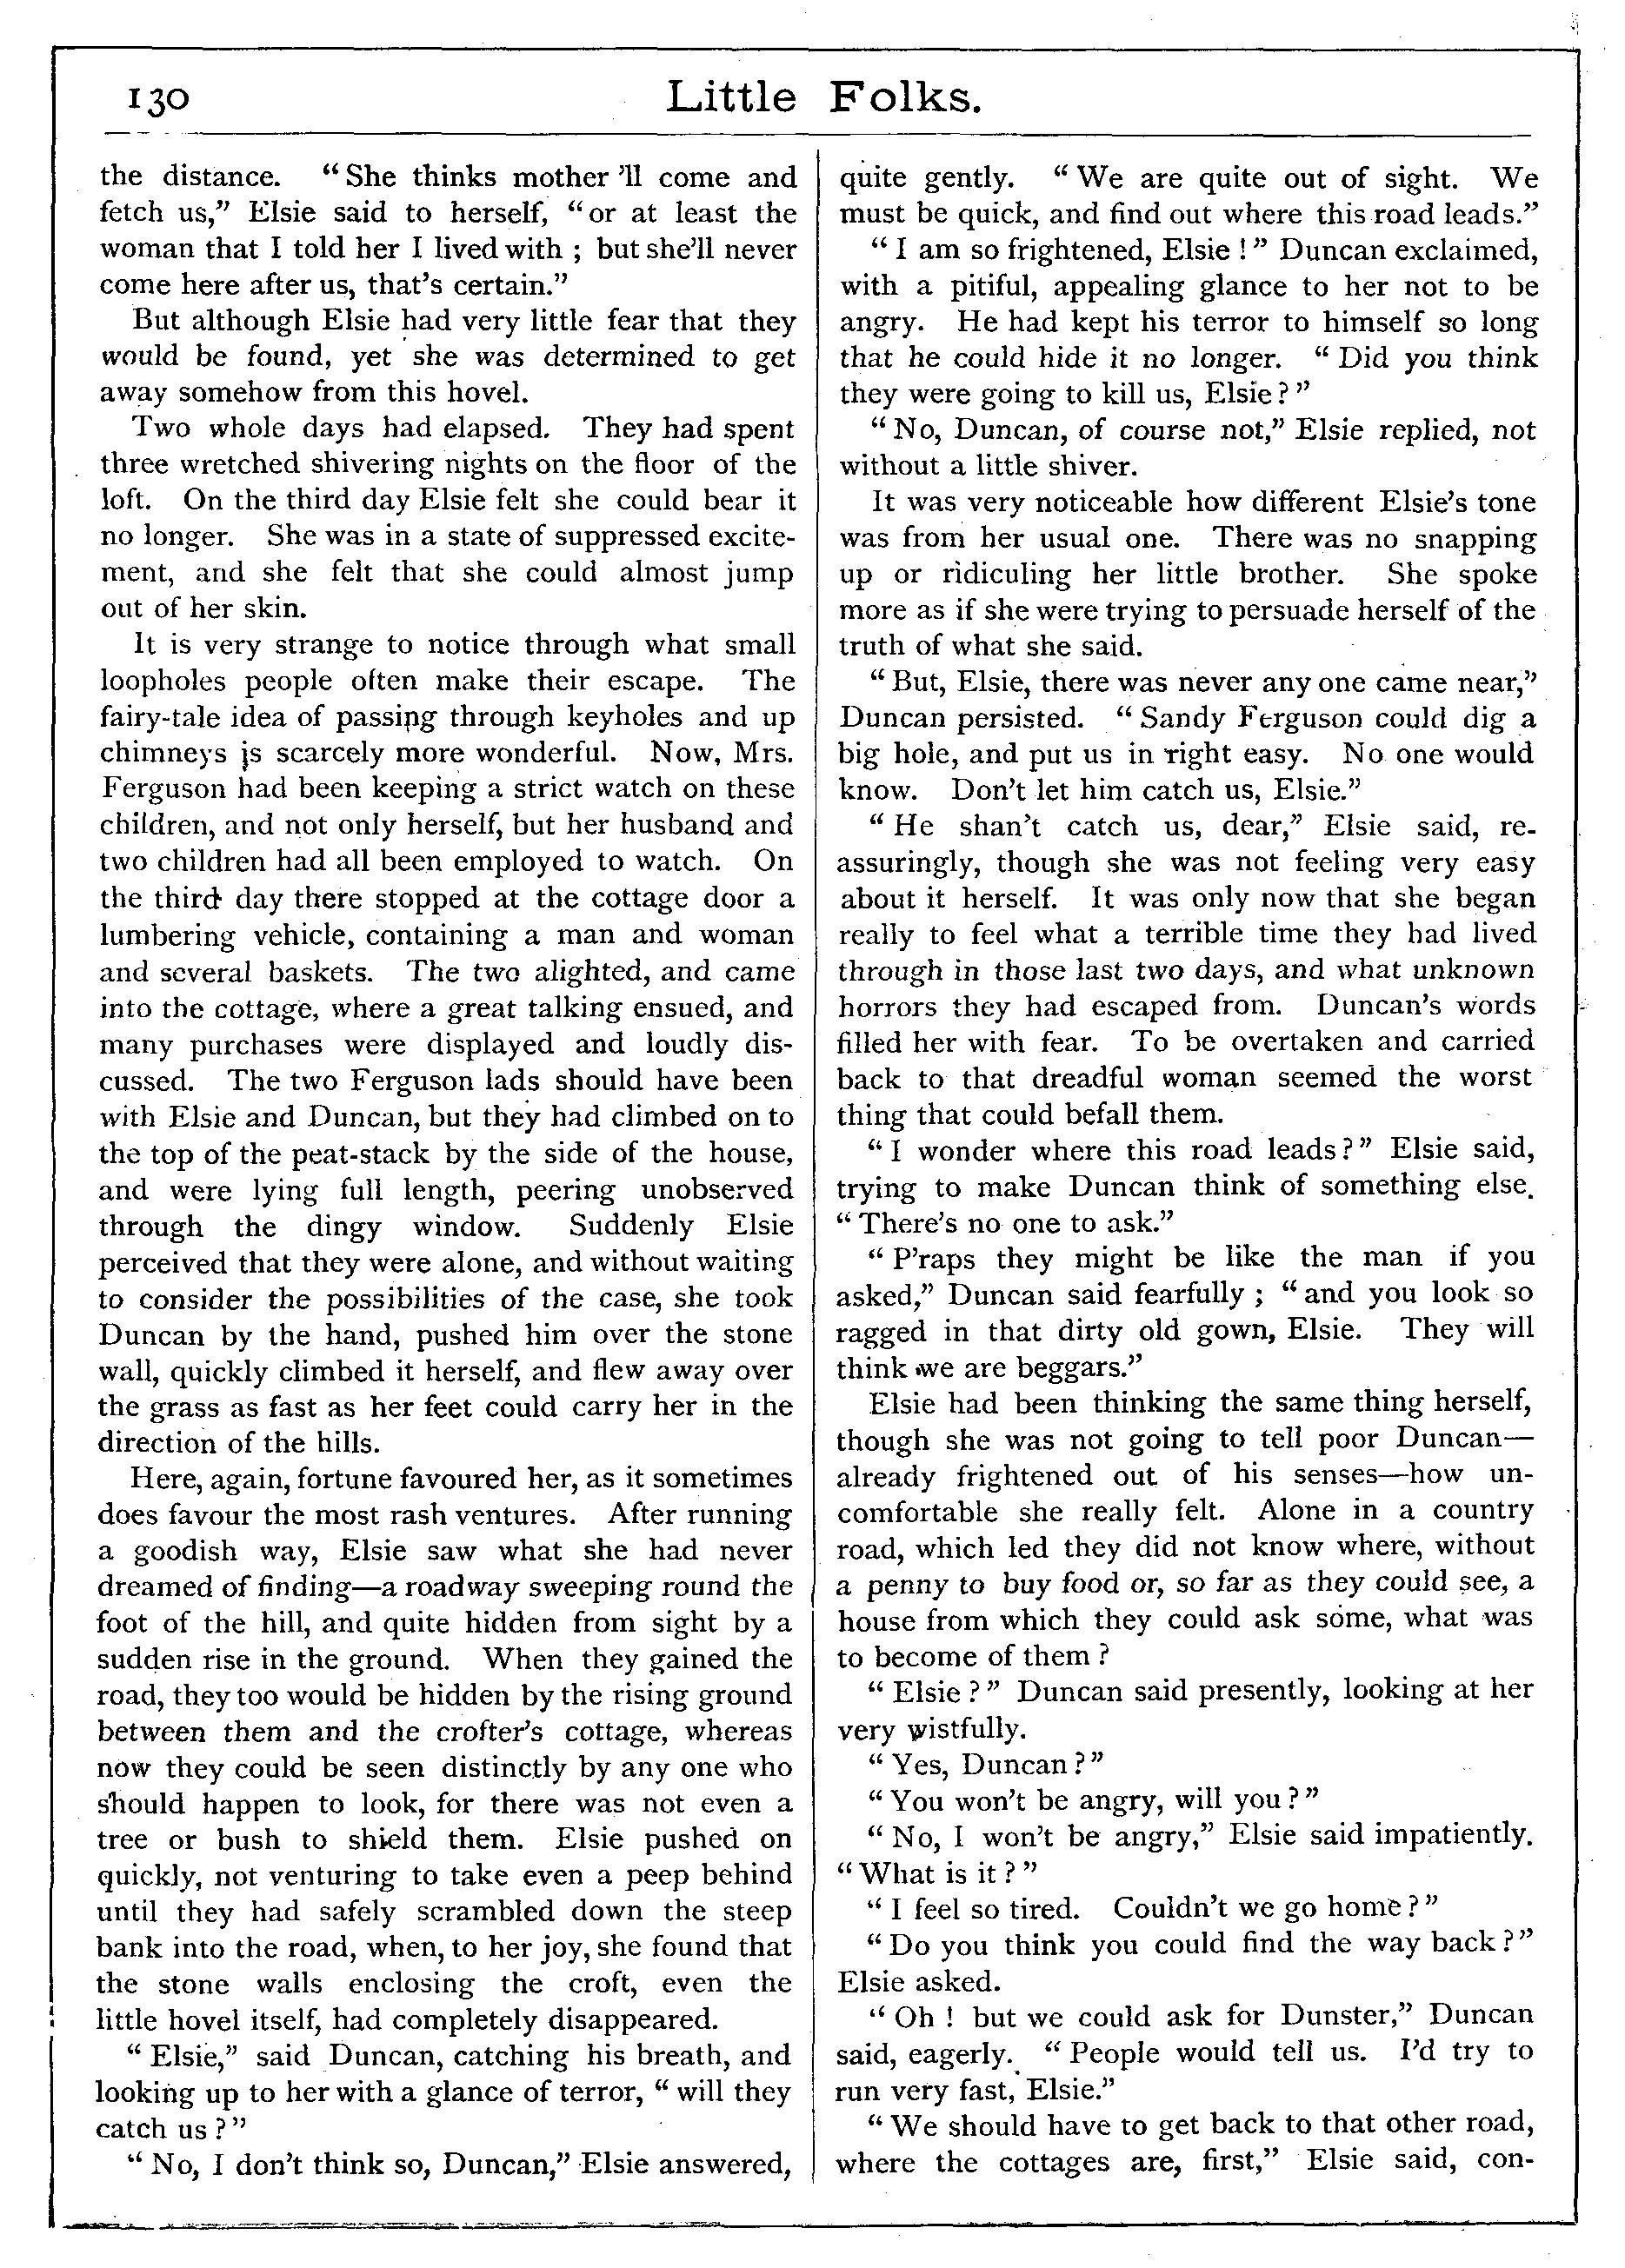 130
Little Folks.
the distance. “She thinks mother ’ll come and
fetch us,” Elsie said to herself, “or at least the
woman that I told her I lived with ; but she’ll never
come here after us, that’s certain.”
But although Elsie had very little fear that they
would be found, yet she was determined to get
away somehow from this hovel.
Two whole days had elapsed. They had spent
three wretched shivering nights on the floor of the
loft. On the third day Elsie felt she could bear it
no longer. She was in a state of suppressed excite-
ment, and she felt that she could almost jump
out of her skin.
It is very strange to notice through what small
loopholes people often make their escape. The
fairy-tale idea of passing through keyholes and up
chimneys is scarcely more wonderful. Now, Mrs.
Ferguson had been keeping a strict watch on these
children, and not only herself, but her husband and
two children had all been employed to watch. On
the third day there stopped at the cottage door a
lumbering vehicle, containing a man and woman
and several baskets. The two alighted, and came
into the cottage, where a great talking ensued, and
many purchases were displayed and loudly dis-
cussed. The two Ferguson lads should have been
with Elsie and Duncan, but they had climbed on to
the top of the peat-stack by the side of the house,
and were lying full length, peering unobserved
through the dingy window. Suddenly Elsie
perceived that they were alone, and without waiting
to consider the possibilities of the case, she took
Duncan by the hand, pushed him over the stone
wall, quickly climbed it herself, and flew away over
the grass as fast as her feet could carry her in the
direction of the hills.
Here, again, fortune favoured her, as it sometimes
does favour the most rash ventures. After running
a goodish way, Elsie saw what she had never
dreamed of finding—a roadway sweeping round the
foot of the hill, and quite hidden from sight by a
sudden rise in the ground. When they gained the
road, they too would be hidden by the rising ground
between them and the crofter’s cottage, whereas
now they could be seen distinctly by any one who
should happen to look, for there was not even a
tree or bush to shield them. Elsie pushed on
quickly, not venturing to take even a peep behind
until they had safely scrambled down the steep
bank into the road, when, to her joy, she found that
the stone walls enclosing the croft, even the
little hovel itself, had completely disappeared.
“Elsie,” said Duncan, catching his breath, and
looking up to her with a glance of terror, “will they
catch us ?”
“No, I don’t think so, Duncan,” Elsie answered,
quite gently. “We are quite out of sight. We
must be quick, and find out where this road leads.”
“I am so frightened, Elsie !” Duncan exclaimed,
with a pitiful, appealing glance to her not to be
angry. He had kept his terror to himself so long
that he could hide it no longer. “Did you think
they were going to kill us, Elsie ?”
“No, Duncan, of course not,” Elsie replied, not
without a little shiver.
It was very noticeable how different Elsie’s tone
was from her usual one. There was no snapping
up or ridiculing her little brother. She spoke
more as if she were trying to persuade herself of the
truth of what she said.
“But, Elsie, there was never any one came near,”
Duncan persisted. “Sandy Ferguson could dig a
big hole, and put us in right easy. No one would
know. Don’t let him catch us, Elsie.”
“He shan’t catch us, dear,” Elsie said, re-
assuringly, though she was not feeling very easy
about it herself. It was only now that she began
really to feel what a terrible time they had lived
through in those last two days, and what unknown
horrors they had escaped from. Duncan’s words
filled her with fear. To be overtaken and carried
back to that dreadful woman seemed the worst
thing that could befall them.
“I wonder where this road leads ?” Elsie said,
trying to make Duncan think of something else.
“There’s no one to ask.”
“P’raps they might be like the man if you
asked,” Duncan said fearfully ; “and you look so
ragged in that dirty old gown, Elsie. They will
think we are beggars.”
Elsie had been thinking the same thing herself,
though she was not going to tell poor Duncan—
already frightened out of his senses—how un-
comfortable she really felt. Alone in a country
road, which led they did not know where, without
a penny to buy food or, so far as they could see, a
house from which they could ask some, what was
to become of them ?
“Elsie ?” Duncan said presently, looking at her
very wistfully.
“Yes, Duncan ?”
“You won’t be angry, will you ?”
“No, I won’t be angry,” Elsie said impatiently.
“What is it ?”
“I feel so tired. Couldn’t we go home ?”
“Do you think you could find the way back ?”
Elsie asked.
“Oh ! but we could ask for Dunster,” Duncan
said, eagerly. “People would tell us. I’d try to
run very fast, Elsie.”
“We should have to get back to that other road,
where the cottages are, first,” Elsie said, con-